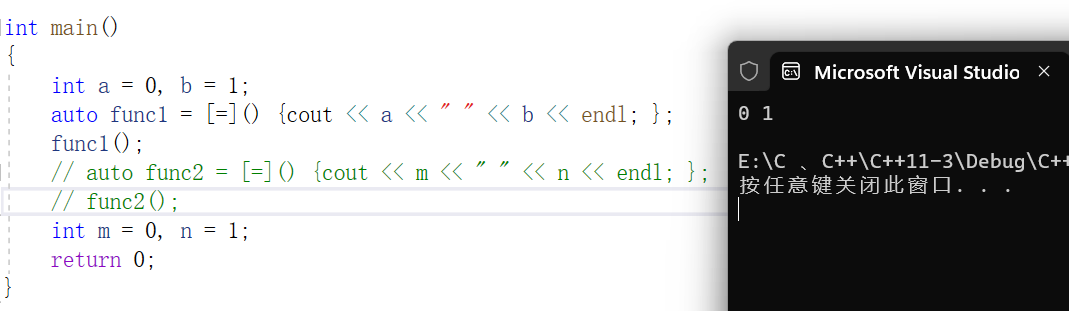 int main()
{
int a = 0, b = 1;
auto func1 = [=]() {cout << a << " " << b << endl; };
func1();
// auto func2 = [=]() {cout << m << " " << n << endl; };
// func2();
int m = 0, n = 1;
return 0;
}
Microsoft Visual Studio
0 1
E:\C 、C++\C++11-3\Debug\C++
按任意键关闭此窗口. . .